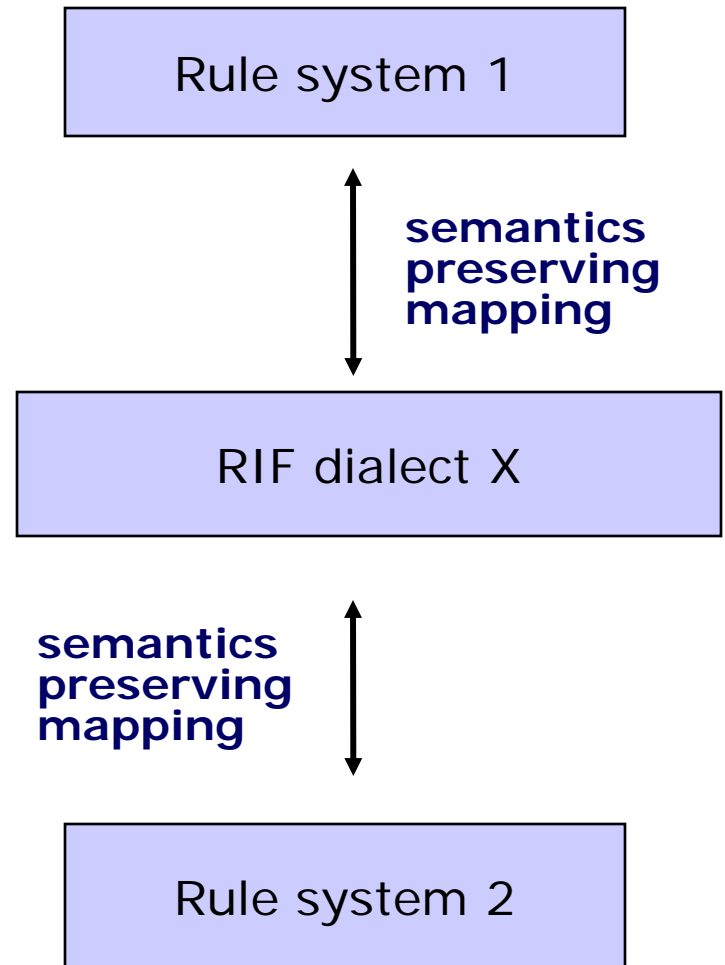 Rule system 1
semantics
preserving
mapping
RIF dialect X
semantics
preserving
mapping
Rule system 2